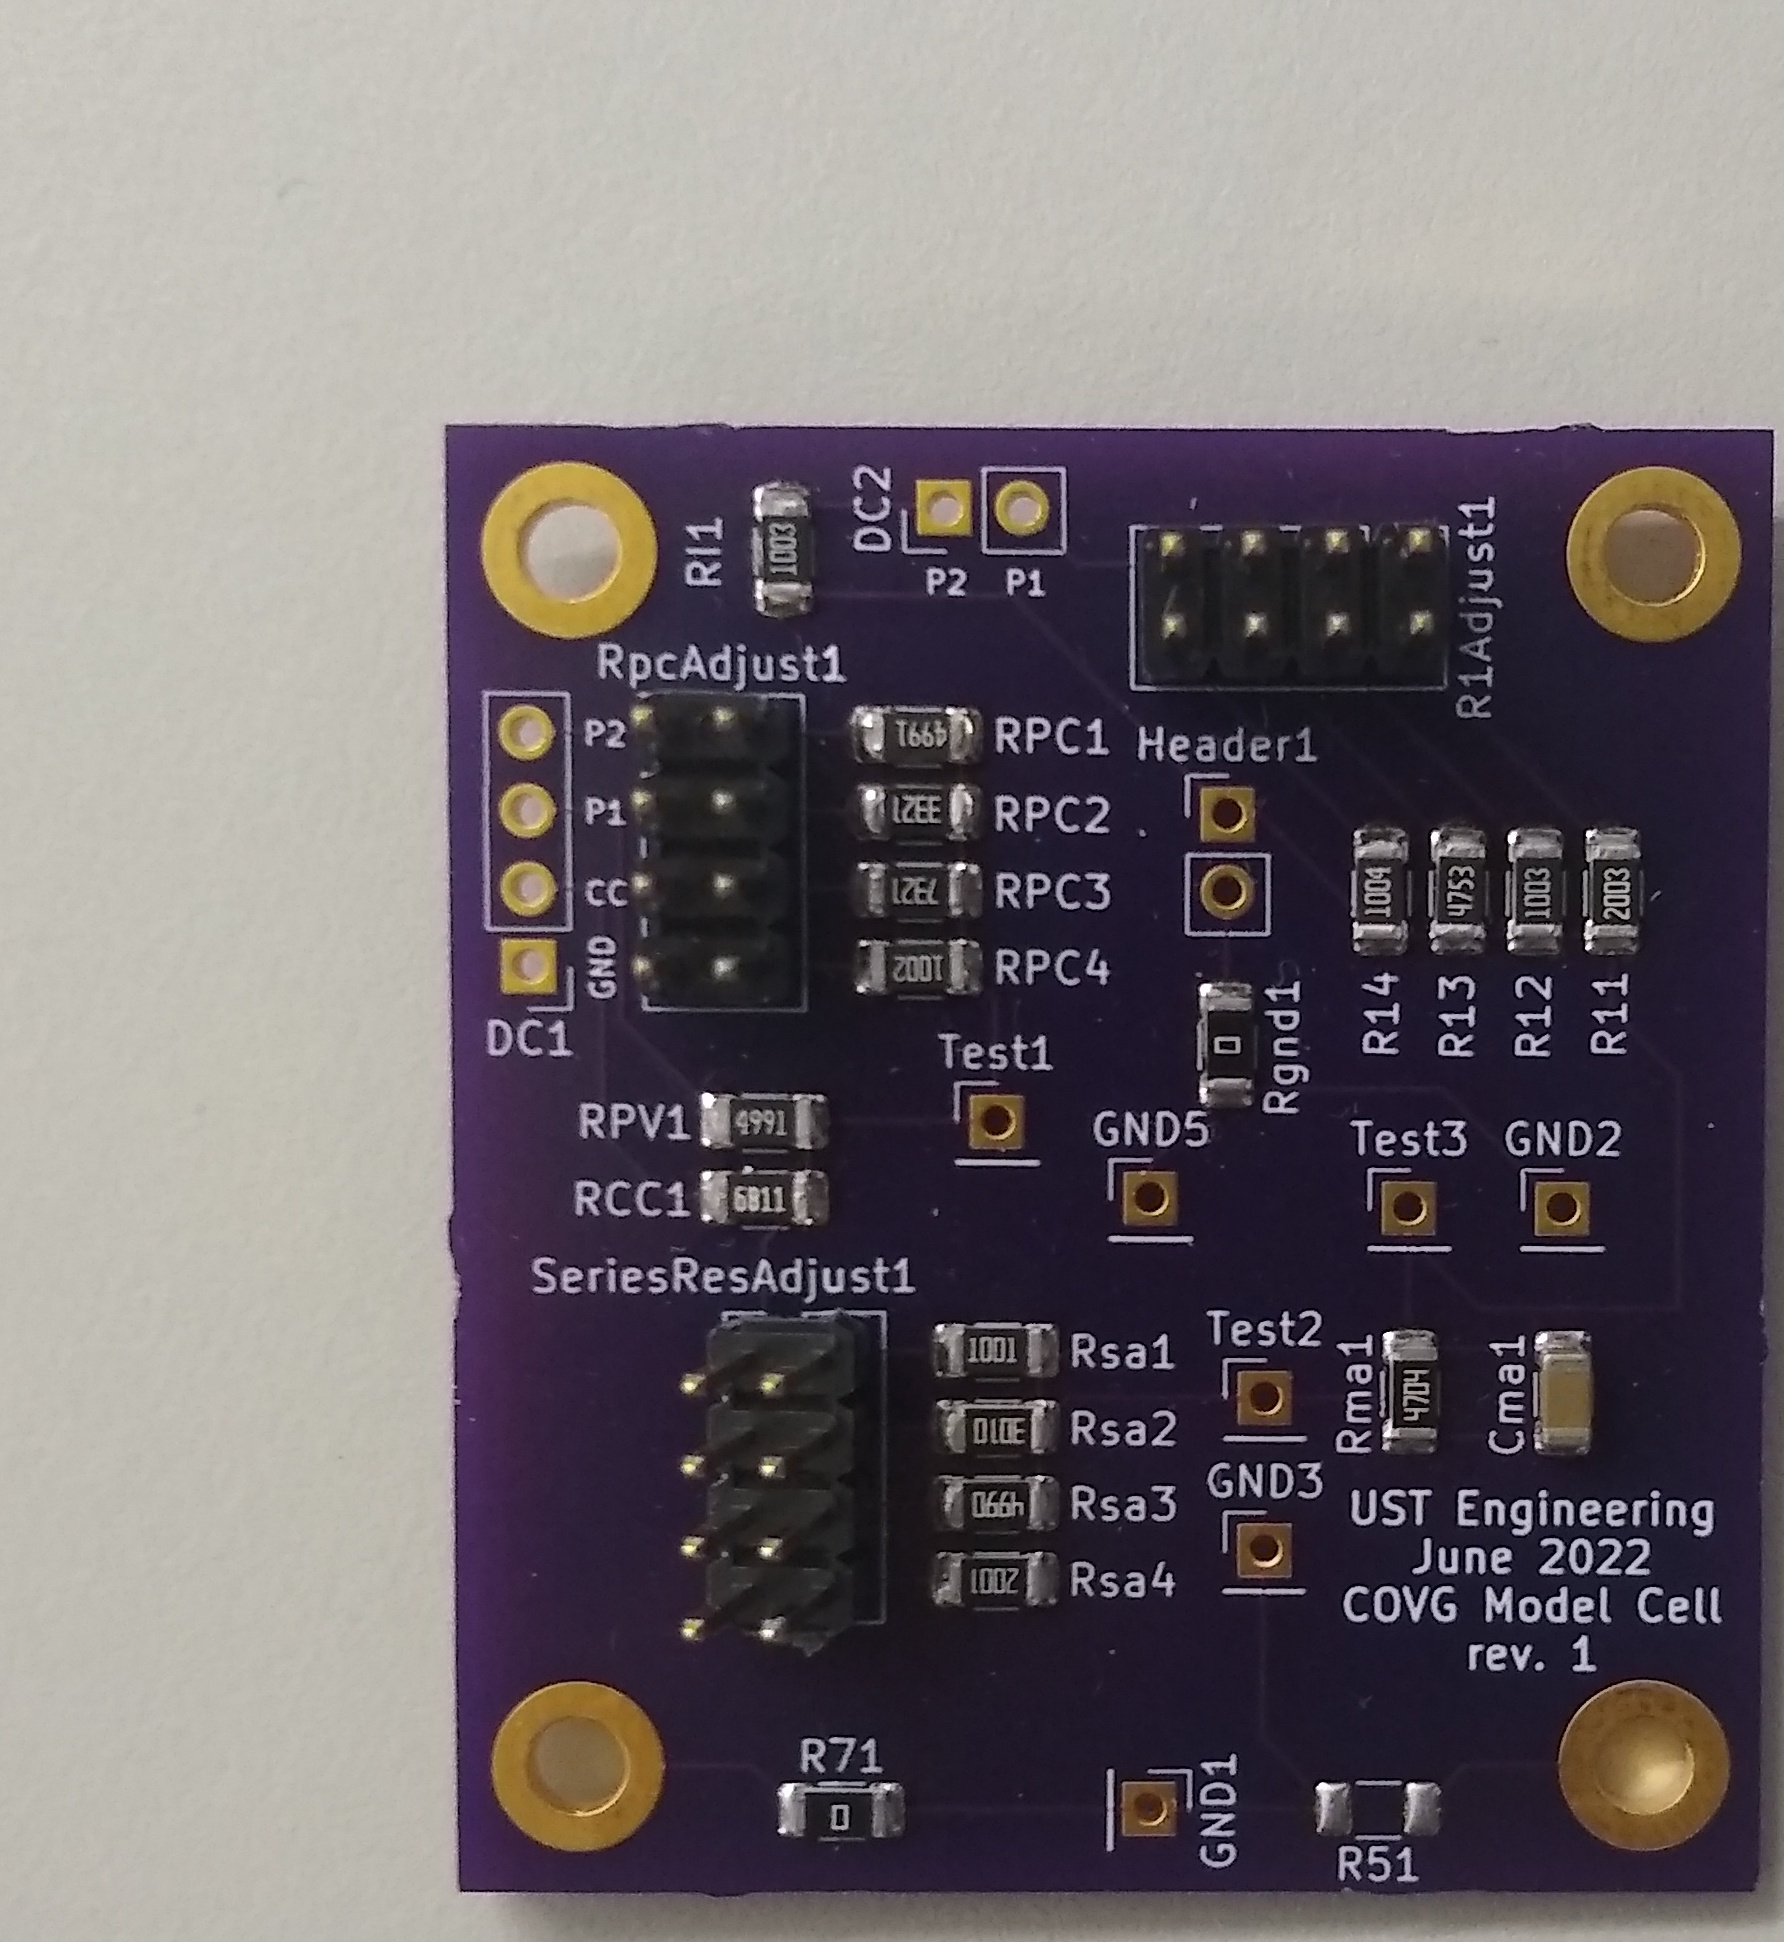 DC2
P2 P1
RI1
1003
R1Adjust1
RpcAdjust1
P2
P1
CC
GND
DC1
4991 RPC1
3321 RPC2
7321 RPC3
1002 RPC4
Header1
1004
4753
1003
2003
R14
R13
R12
R11
0
Rgnd1
Test1
RPV1 4991
RCC1 6811
GND5
Test3
GND2
SeriesResAdjust1
1001 Rsa1
3010 Rsa2
4990 Rsa3
2001 Rsa4
Test2
GND3
Rma1
4704
Cma1
UST Engineering
June 2022
COVG Model Cell
rev. 1
R71
0
GND1
R51